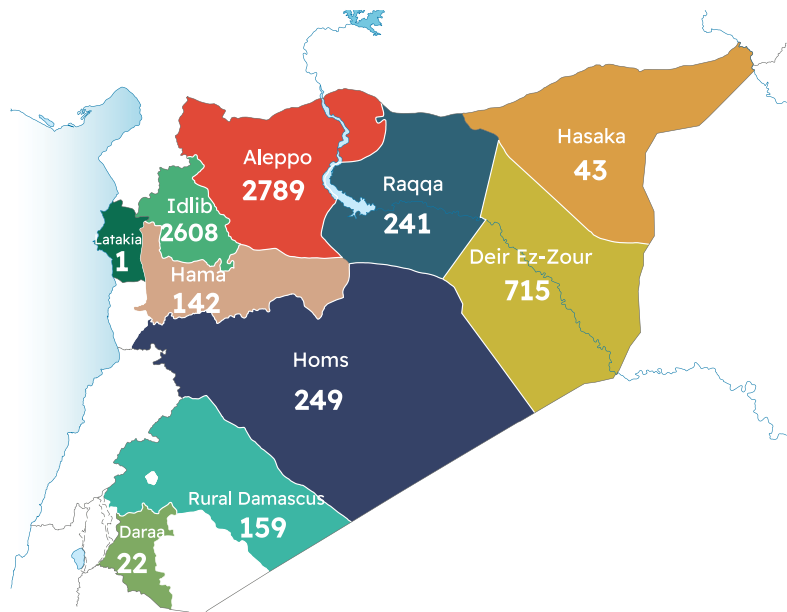 Hasaka
43
Aleppo
2789
Raqqa
241
Idlib
2608
Latakia
1
Deir Ez-Zour
715
Hama
142
Homs
249
Rural Damascus
159
Daraa
22